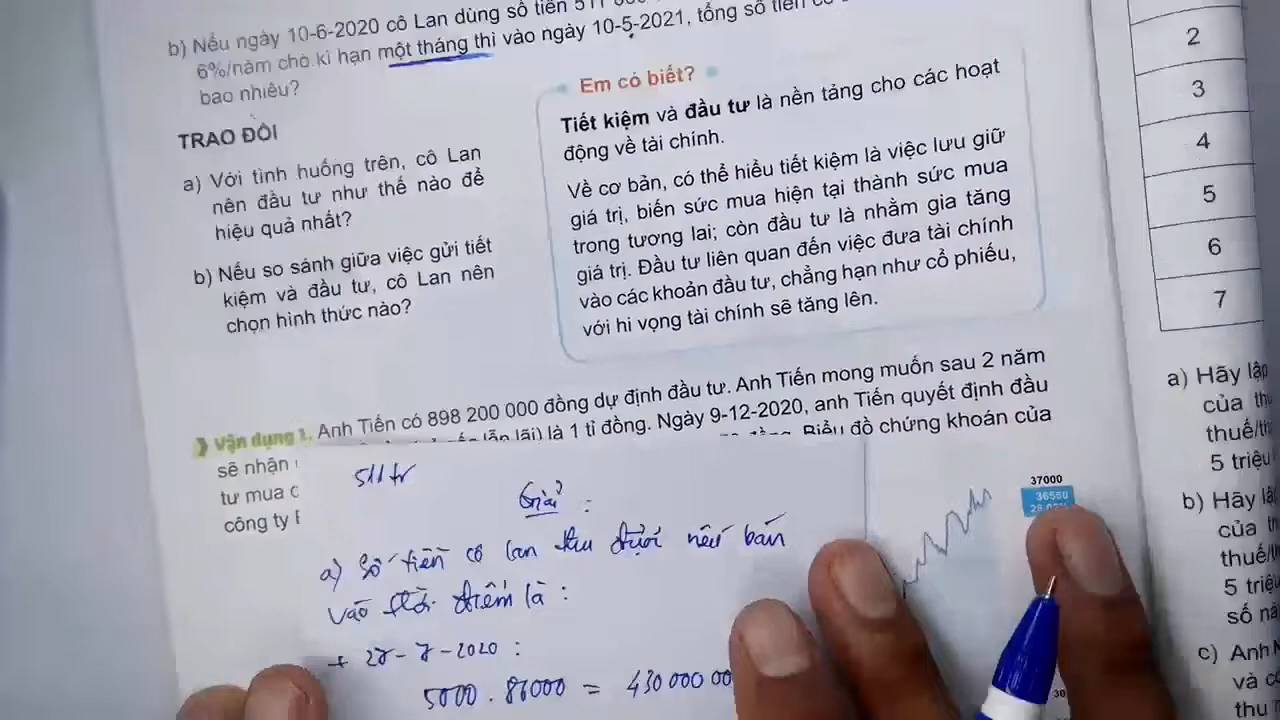 b) Nếu ngày 10-6-2020 cô Lan dùng số tiền 511
6%/năm cho kì hạn một tháng thì vào ngày 10-5-2021, tổng số tiền
bao nhiêu?
TRAO ĐỔI
a) Với tình huống trên, cô Lan
nên đầu tư như thế nào để
hiệu quả nhất?
b) Nếu so sánh giữa việc gửi tiết
kiệm và đầu tư, cô Lan nên
chọn hình thức nào?
Em có biết?
Tiết kiệm và đầu tư là nền tảng cho các hoạt
động về tài chính.
Về cơ bản, có thể hiểu tiết kiệm là việc lưu giữ
giá trị, biến sức mua hiện tại thành sức mua
trong tương lai; còn đầu tư là nhằm gia tăng
giá trị. Đầu tư liên quan đến việc đưa tài chính
vào các khoản đầu tư, chẳng hạn như cổ phiếu,
với hi vọng tài chính sẽ tăng lên.
Vận dụng 1. Anh Tiến có 898 200 000 đồng dự định đầu tư. Anh Tiến mong muốn sau 2 năm
sẽ nhận lẫn lãi) là 1 tỉ đồng. Ngày 9-12-2020, anh Tiến quyết định đầu
tư mua c đồng. Biểu đồ chứng khoán của
công ty
511 tr
Giải:
a) Số tiền cô Lan thu được nếu bán
vào thời điểm là:
+ 27-7-2020:
5000 . 86000 = 430 000 00
37000
36550
30
2
3
4
5
6
7
a) Hãy lập
của
thuế/
5 triệu
b) Hãy lậ
của
thuế/
5 triệ
số nă
c) Anh
và
thu